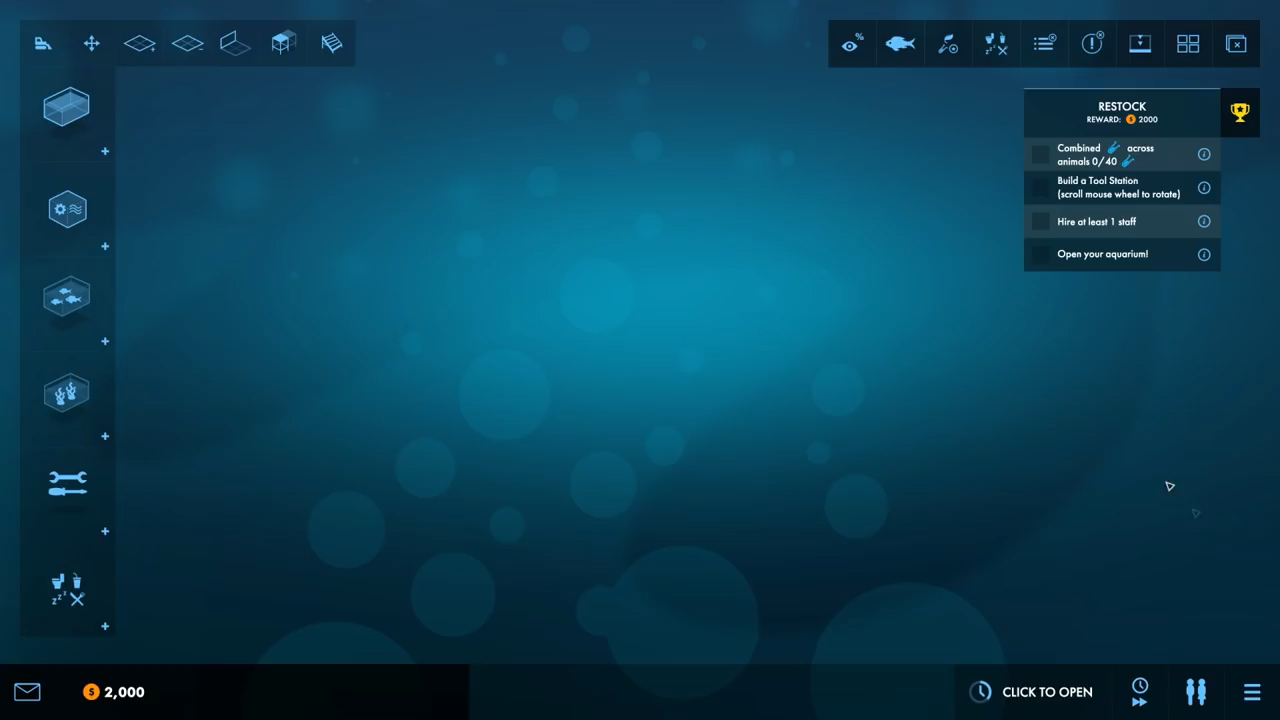 %
RESTOCK
REWARD: $ 2000
Combined across
animals 0/40
Build a Tool Station
(scroll mouse wheel to rotate)
Hire at least 1 staff
Open your aquarium!
zzz
$ 2,000
CLICK TO OPEN